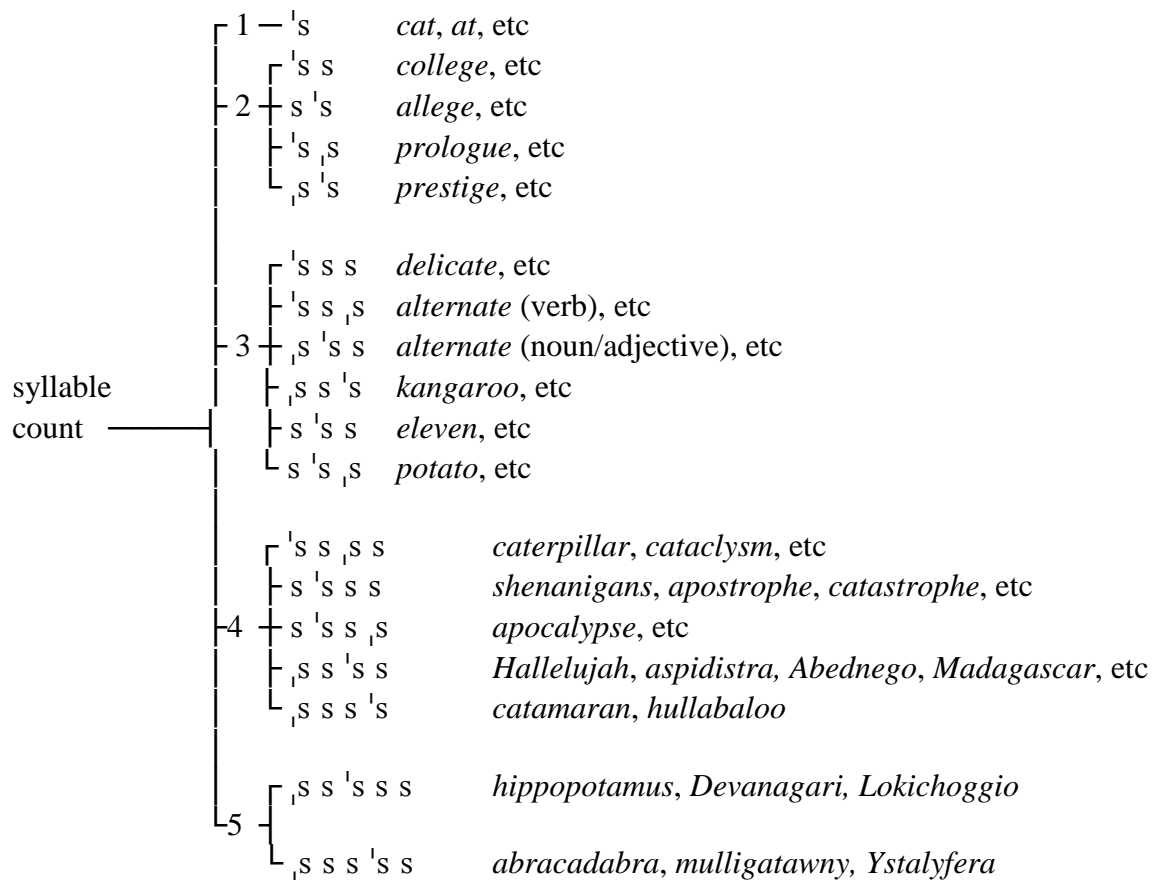 1 ˈs cat, at, etc
ˈs s college, etc
2 s ˈs allege, etc
ˈs ˌs prologue, etc
ˌs ˈs prestige, etc
ˈs s s delicate, etc
ˈs s ˌs alternate (verb), etc
3 ˌs ˈs s alternate (noun/adjective), etc
syllable ˌs s ˈs kangaroo, etc
count s ˈs s eleven, etc
s ˈs ˌs potato, etc
ˈs s ˌs s caterpillar, cataclysm, etc
s ˈs s s shenanigans, apostrophe, catastrophe, etc
4 s ˈs s ˌs apocalypse, etc
ˌs s ˈs s Hallelujah, aspidistra, Abednego, Madagascar, etc
ˌs s s ˈs catamaran, hullabaloo
ˌs s ˈs s s hippopotamus, Devanagari, Lokichoggio
5
ˌs s s ˈs s abracadabra, mulligatawny, Ystalyfera